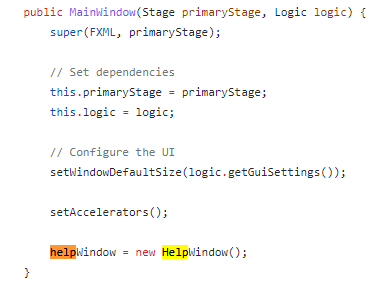 public MainWindow(Stage primaryStage, Logic logic) {
    super(FXML, primaryStage);

    // Set dependencies
    this.primaryStage = primaryStage;
    this.logic = logic;

    // Configure the UI
    setWindowDefaultSize(logic.getGuiSettings());

    setAccelerators();

    helpWindow = new HelpWindow();
}